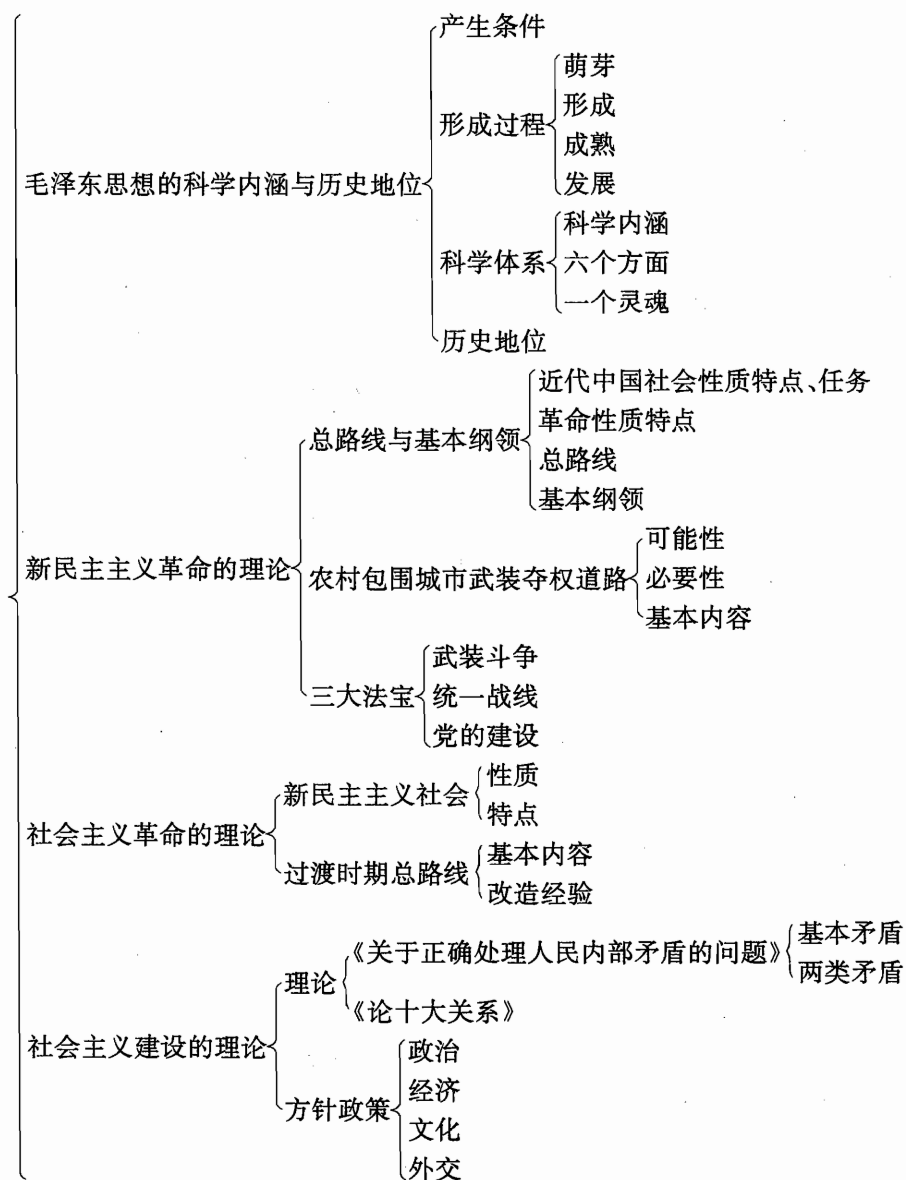 产生条件
萌芽
形成
形成过程
成熟
发展
毛泽东思想的科学内涵与历史地位
科学内涵
科学体系
六个方面
一个灵魂
历史地位
近代中国社会性质特点、任务
革命性质特点
总路线与基本纲领
总路线
基本纲领
可能性
新民主主义革命的理论
农村包围城市武装夺权道路
必要性
基本内容
武装斗争
三大法宝
统一战线
党的建设
性质
新民主主义社会
特点
社会主义革命的理论
基本内容
过渡时期总路线
改造经验
基本矛盾
《关于正确处理人民内部矛盾的问题》
两类矛盾
理论
《论十大关系》
社会主义建设的理论
政治
经济
方针政策
文化
外交